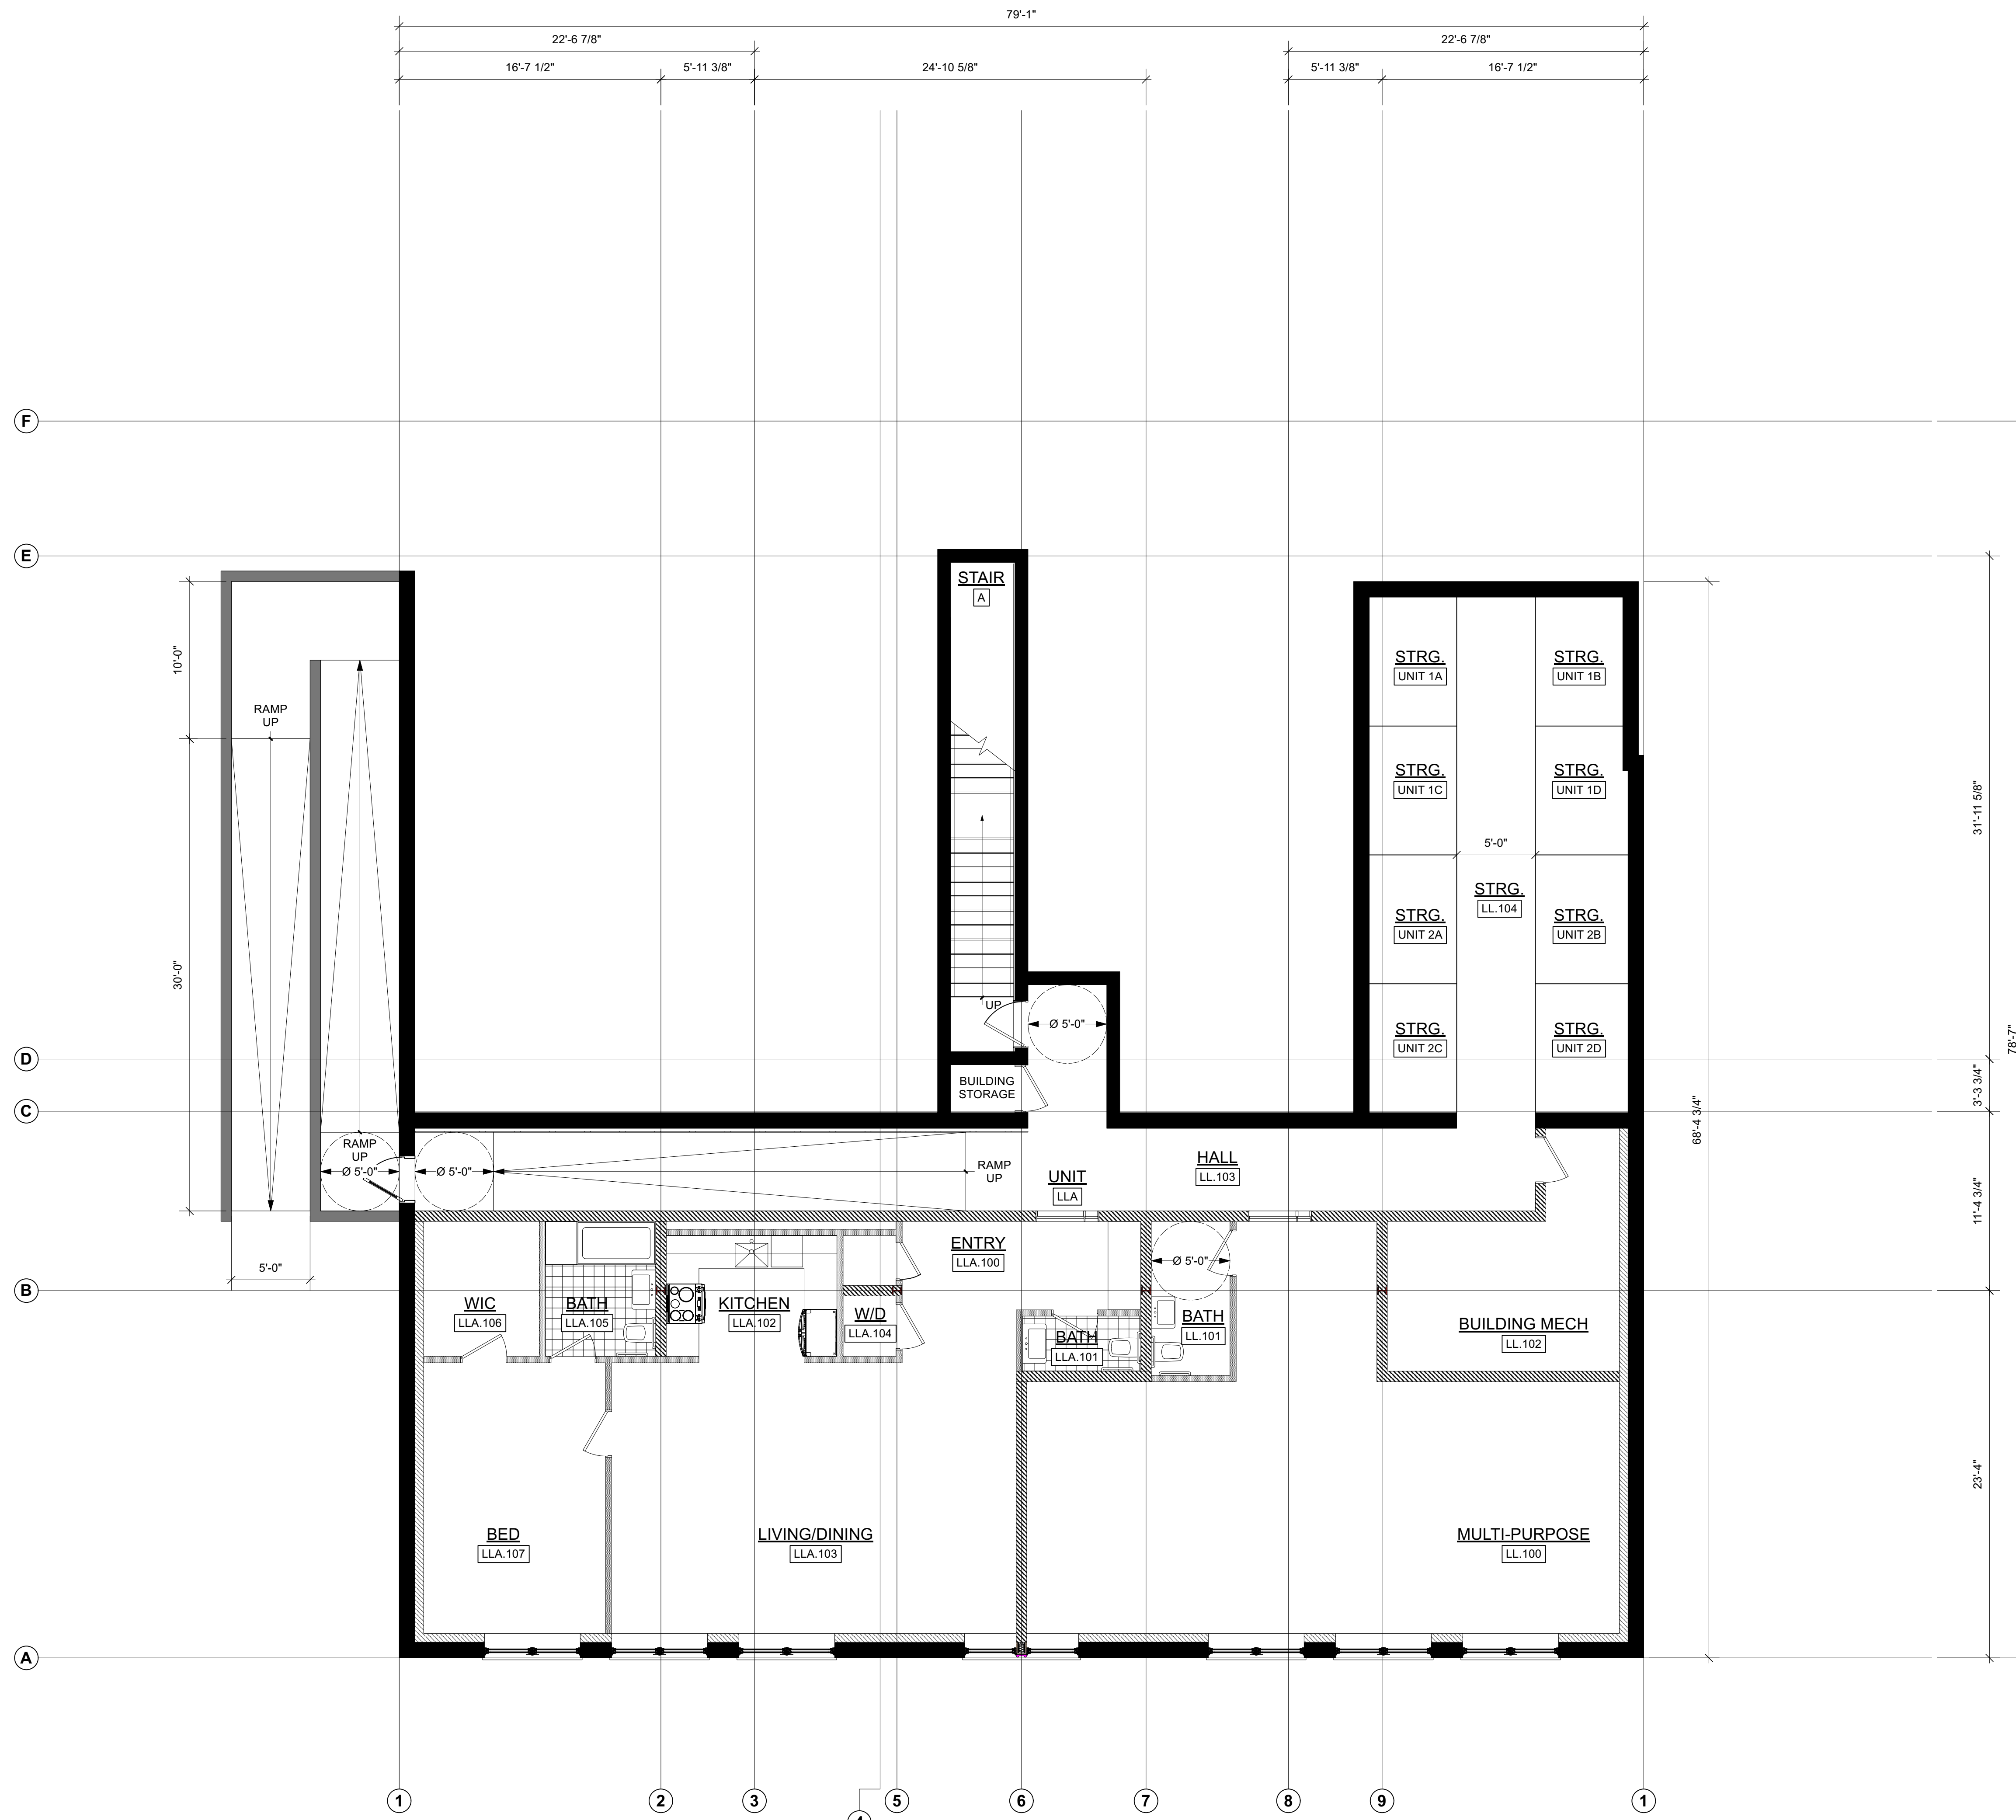 79'-1"
22'-6 7/8"
22'-6 7/8"
16'-7 1/2"
5'-11 3/8"
24'-10 5/8"
5'-11 3/8"
16'-7 1/2"
F
E
STAIR
A
10'-0"
STRG.
UNIT 1A
STRG.
UNIT 1B
RAMP
UP
STRG.
UNIT 1C
STRG.
UNIT 1D
31'-11 5/8"
5'-0"
STRG.
LL.104
STRG.
UNIT 2A
STRG.
UNIT 2B
30'-0"
UP
Ø 5'-0"
STRG.
UNIT 2C
STRG.
UNIT 2D
78'-7"
D
BUILDING
STORAGE
3'-3 3/4"
C
68'-4 3/4"
RAMP
UP
Ø 5'-0"
Ø 5'-0"
RAMP
UP
UNIT
LLA
HALL
LL.103
11'-4 3/4"
ENTRY
LLA.100
Ø 5'-0"
5'-0"
B
WIC
LLA.106
BATH
LLA.105
KITCHEN
LLA.102
W/D
LLA.104
BATH
LLA.101
BATH
LL.101
BUILDING MECH
LL.102
23'-4"
BED
LLA.107
LIVING/DINING
LLA.103
MULTI-PURPOSE
LL.100
A
1
2
3
5
6
7
8
9
1